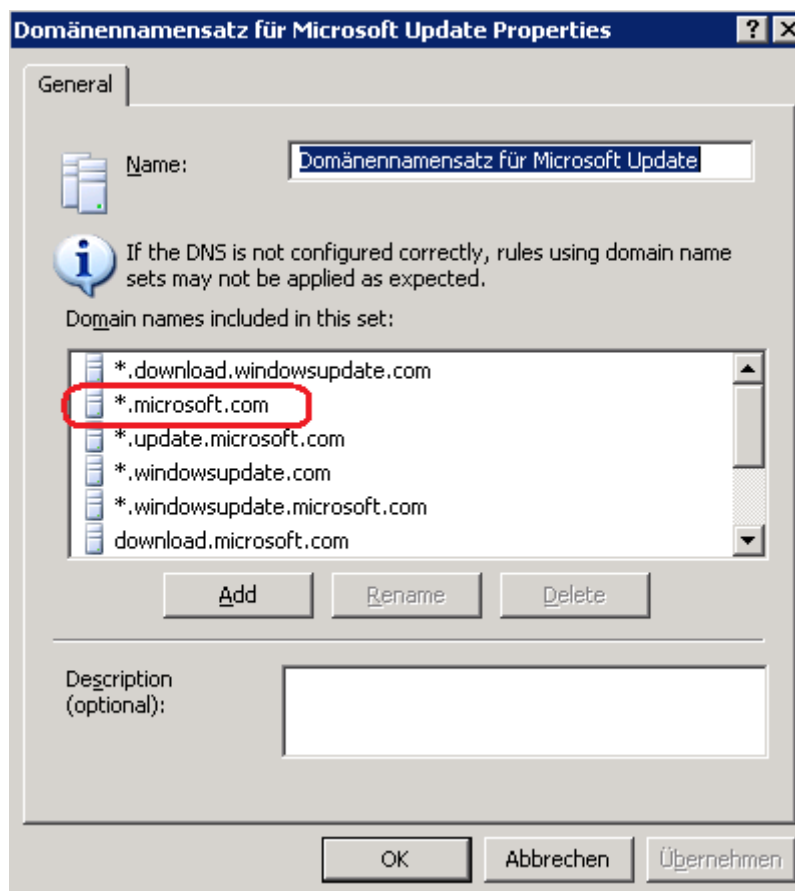 Domänennamensatz für Microsoft Update Properties
General
Name:
Domänennamensatz für Microsoft Update
If the DNS is not configured correctly, rules using domain name
sets may not be applied as expected.
Domain names included in this set:
*.download.windowsupdate.com
*.microsoft.com
*.update.microsoft.com
*.windowsupdate.com
*.windowsupdate.microsoft.com
download.microsoft.com
Add Rename Delete
Description
(optional):
OK Abbrechen Übernehmen